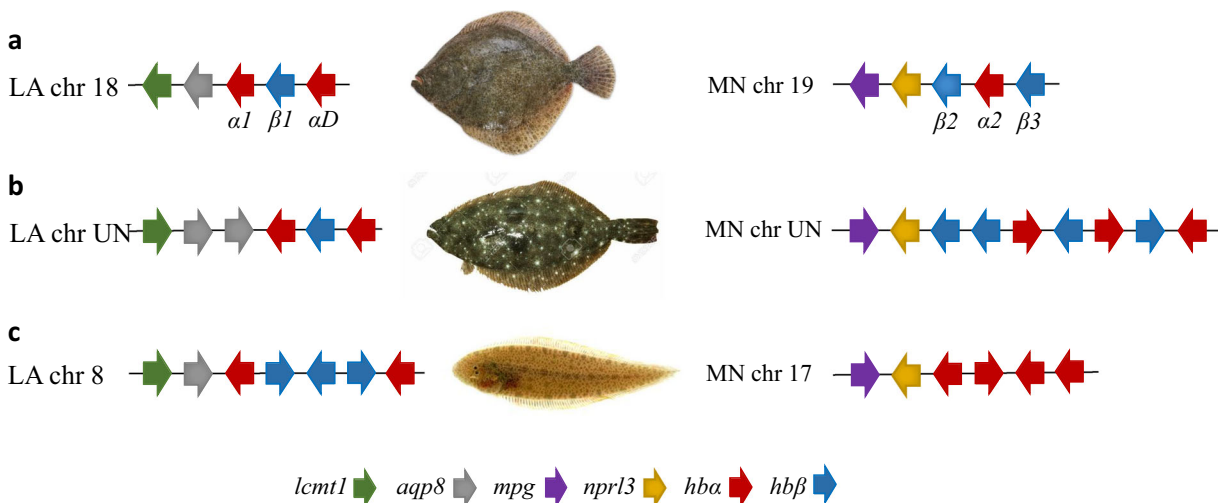 a
LA chr 18
α1 β1 αD
MN chr 19
β2 α2 β3
b
LA chr UN
MN chr UN
c
LA chr 8
MN chr 17
lcmt1 aqp8 mpg nprl3 hbα hbβ